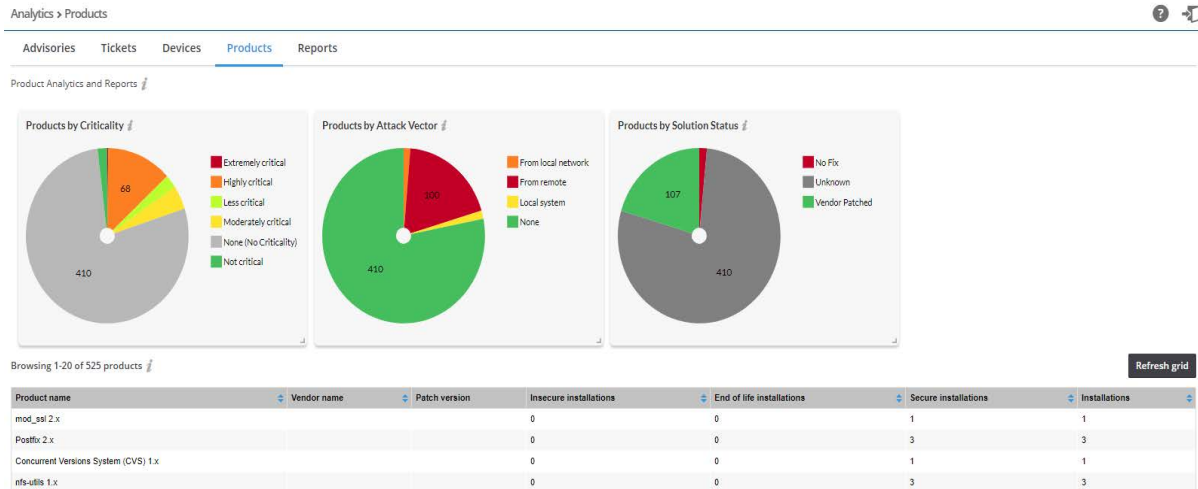 Analytics > Products
Advisories Tickets Devices Products Reports
Product Analytics and Reports i
Products by Criticality i
68
410
Extremely critical
Highly critical
Less critical
Moderately critical
None (No Criticality)
Not critical
Products by Attack Vector i
100
410
From local network
From remote
Local system
None
Products by Solution Status i
107
410
No Fix
Unknown
Vendor Patched
Browsing 1-20 of 525 products i
Refresh grid
Product name Vendor name Patch version Insecure installations End of life installations Secure installations Installations
mod_ssl 2.x 0 0 1 1
Postfix 2.x 0 0 3 3
Concurrent Versions System (CVS) 1.x 0 0 1 1
nfs-utils 1.x 0 0 3 3